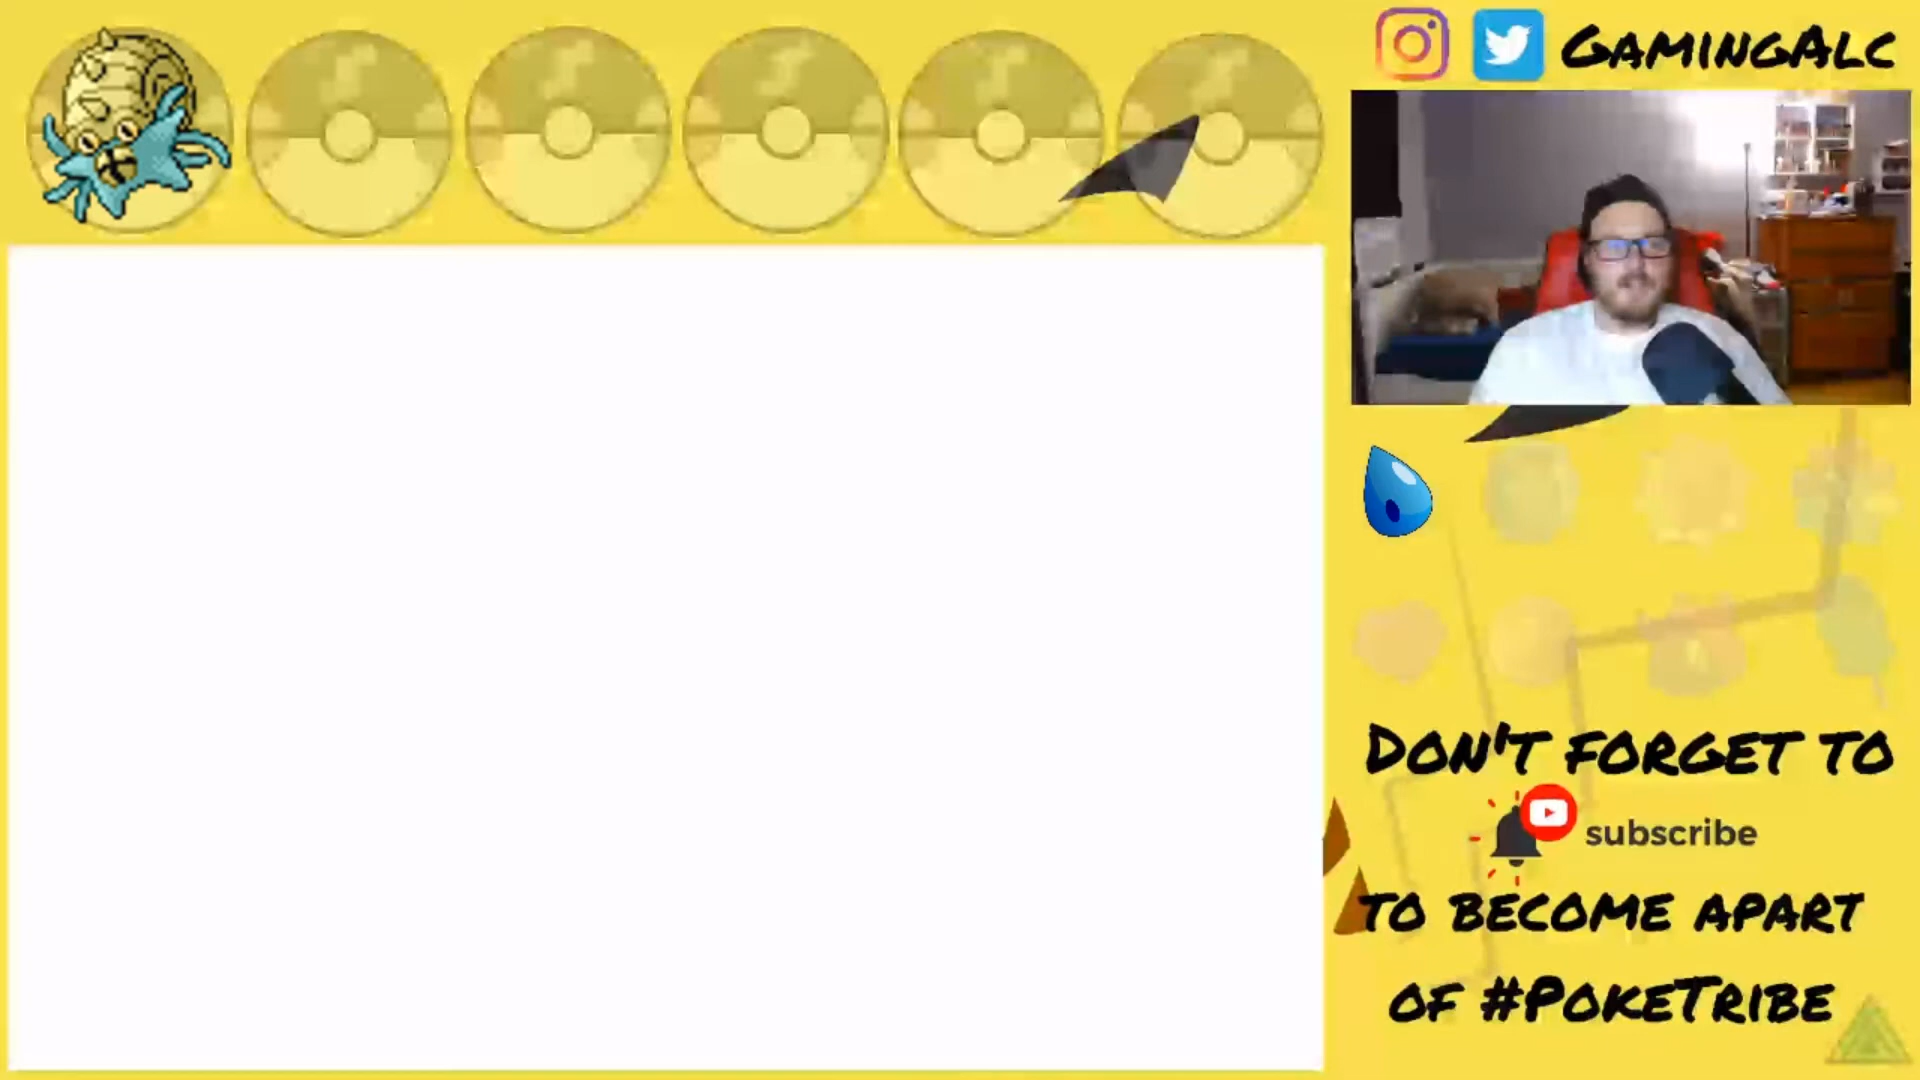 GamingAlc
Don't forget to
subscribe
to become apart
of #PokeTribe